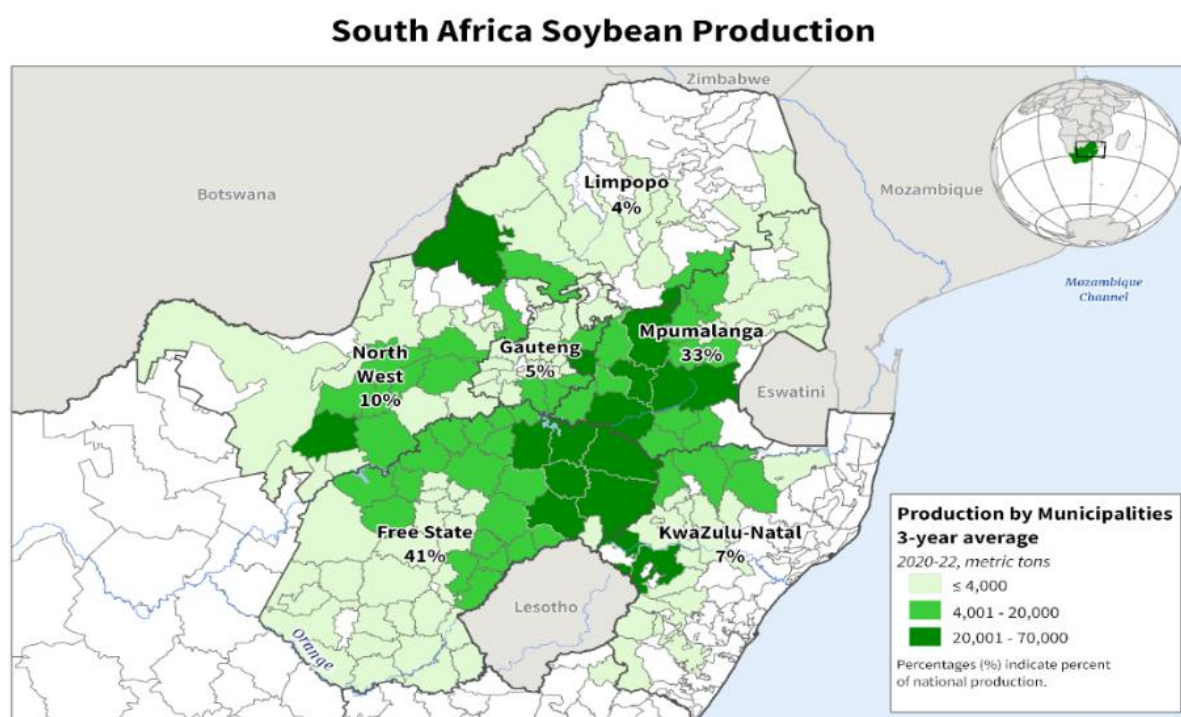 South Africa Soybean Production
Zimbabwe
Botswana
Mozambique
Limpopo
4%
Mozambique
Channel
Mpumalanga
33%
Gauteng
5%
North
West
10%
Eswatini
Free State
41%
KwaZulu-Natal
7%
Lesotho
Orange
Production by Municipalities
3-year average
2020-22, metric tons
≤ 4,000
4,001 - 20,000
20,001 - 70,000
Percentages (%) indicate percent
of national production.